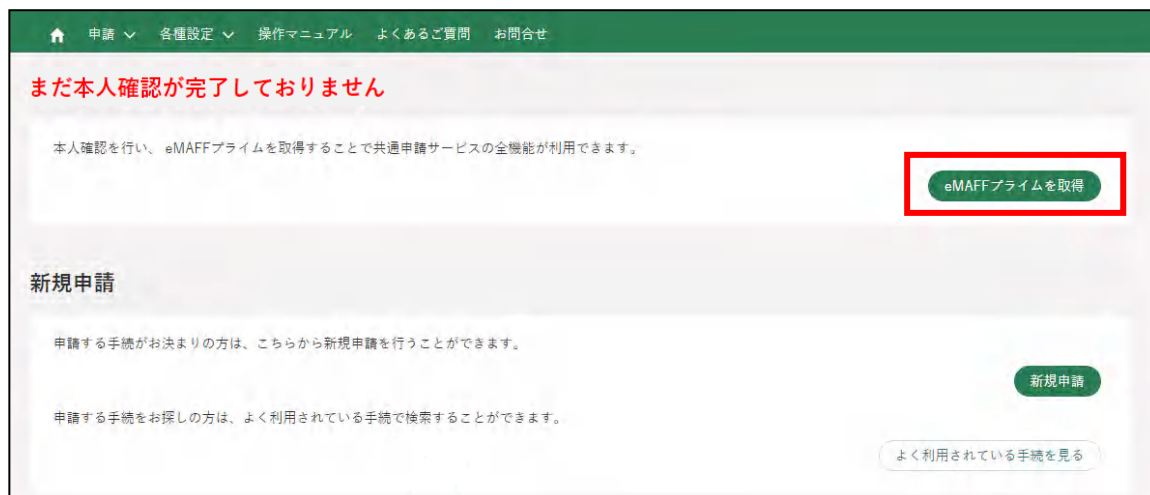 申請 各種設定 操作マニュアル よくあるご質問 お問合せ
まだ本人確認が完了しておりません
本人確認を行い、 eMAFFプライムを取得することで共通申請サービスの全機能が利用できます。
eMAFFプライムを取得
新規申請
申請する手続がお決まりの方は、こちらから新規申請を行うことができます。
新規申請
申請する手続をお探しの方は、よく利用されている手続で検索することができます。
よく利用されている手続を見る